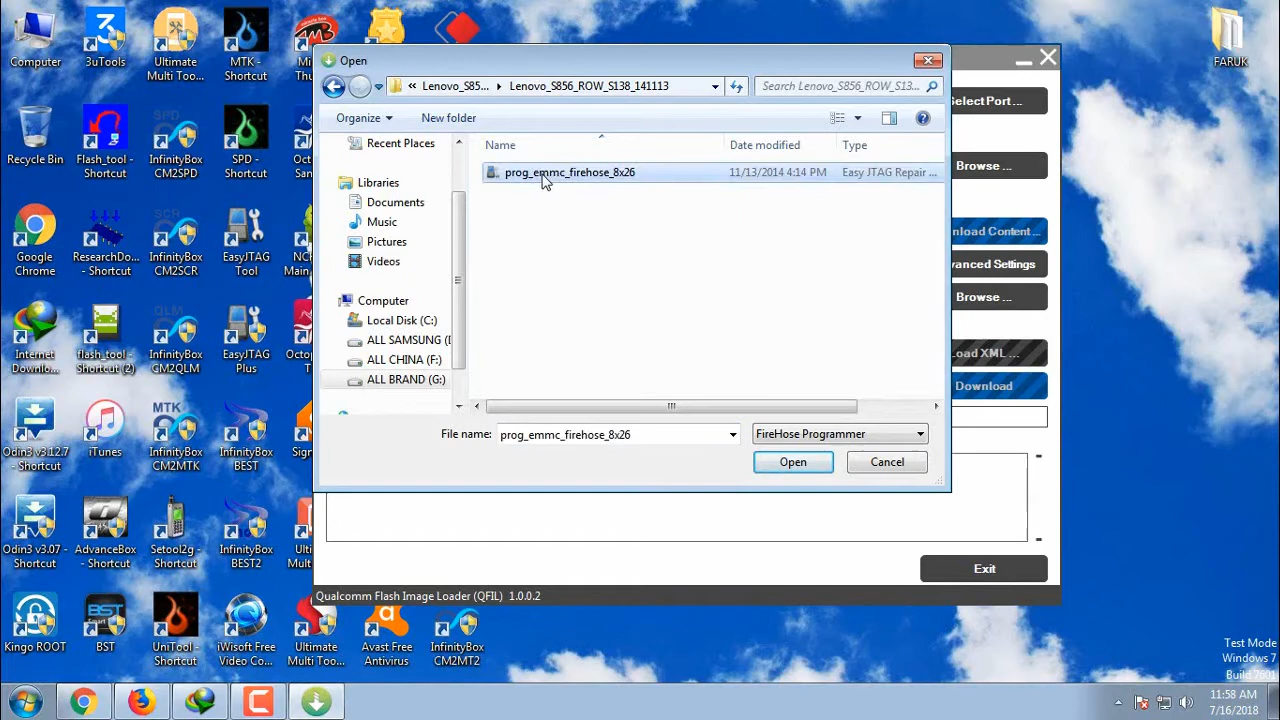 Computer
3uTools
Ultimate
Multi Too...
MTK -
Shortcut
FARUK
Recycle Bin
Flash_tool -
Shortcut
InfinityBox
CM2SPD
SPD -
Shortcut
Google
Chrome
ResearchDo...
- Shortcut
InfinityBox
CM2SCR
EasyJTAG
Tool
Internet
Downlo...
flash_tool -
Shortcut (2)
InfinityBox
CM2QLM
EasyJTAG
Plus
Odin3 v3.12.7
- Shortcut
iTunes
MTK
InfinityBox
CM2MTK
InfinityBox
BEST
Odin3 v3.07 -
Shortcut
AdvanceBox
- Shortcut
Setool2g -
Shortcut
InfinityBox
BEST2
Kingo ROOT
BST
UniTool -
Shortcut
iWisoft Free
Video Co...
Ultimate
Multi Too...
Avast Free
Antivirus
InfinityBox
CM2MT2
Open
« Lenovo_S85... ▸ Lenovo_S856_ROW_S138_141113
Search Lenovo_S856_ROW_S13...
Organize
New folder
Recent Places
Libraries
Documents
Music
Pictures
Videos
Computer
Local Disk (C:)
ALL SAMSUNG (
ALL CHINA (F:)
ALL BRAND (G:)
Name Date modified Type
prog_emmc_firehose_8x26 11/13/2014 4:14 PM Easy JTAG Repair ...
File name: prog_emmc_firehose_8x26
FireHose Programmer
Open
Cancel
elect Port ...
Browse ...
nload Content ...
vanced Settings
Browse ...
oad XML ...
Download
Exit
Qualcomm Flash Image Loader (QFIL) 1.0.0.2
Test Mode
Windows 7
Build 7601
11:58 AM
7/16/2018